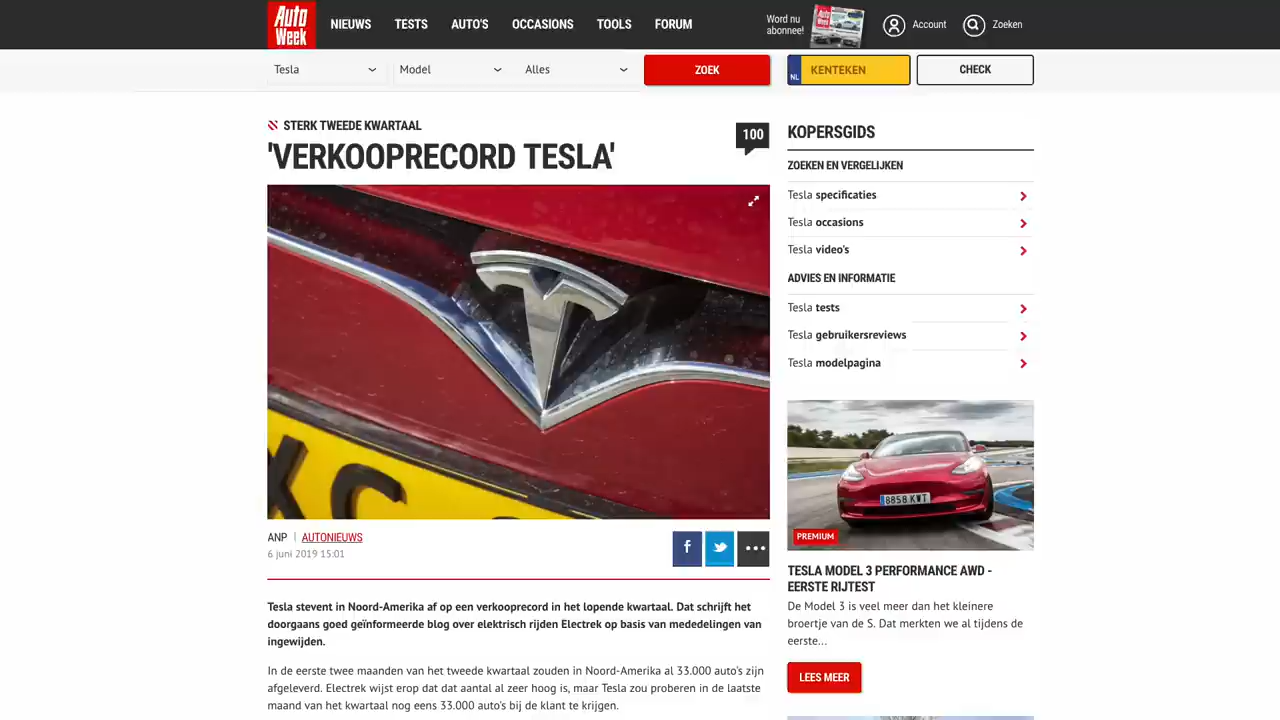 Auto
Week
NIEUWS
TESTS
AUTO'S
OCCASIONS
TOOLS
FORUM
Word nu
abonnee!
Account
Zoeken
Tesla
Model
Alles
ZOEK
NL
KENTEKEN
CHECK
STERK TWEEDE KWARTAAL
'VERKOOPRECORD TESLA'
100
ANP | AUTONIEUWS
6 juni 2019 15:01
Tesla stevent in Noord-Amerika af op een verkooprecord in het lopende kwartaal. Dat schrijft het
doorgaans goed geïnformeerde blog over elektrisch rijden Electrek op basis van mededelingen van
ingewijden.
In de eerste twee maanden van het tweede kwartaal zouden in Noord-Amerika al 33.000 auto's zijn
afgeleverd. Electrek wijst erop dat dat aantal al zeer hoog is, maar Tesla zou proberen in de laatste
maand van het kwartaal nog eens 33.000 auto's bij de klant te krijgen.
KOPERSGIDS
ZOEKEN EN VERGELIJKEN
Tesla specificaties
Tesla occasions
Tesla video's
ADVIES EN INFORMATIE
Tesla tests
Tesla gebruikersreviews
Tesla modelpagina
8858 KVT
PREMIUM
TESLA MODEL 3 PERFORMANCE AWD -
EERSTE RIJTEST
De Model 3 is veel meer dan het kleinere
broertje van de S. Dat merkten we al tijdens de
eerste...
LEES MEER